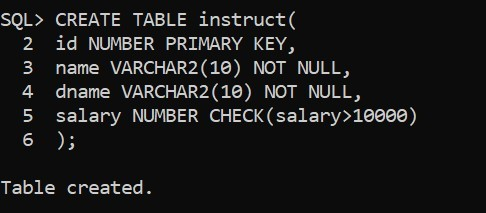 SQL> CREATE TABLE instruct(
  2  id NUMBER PRIMARY KEY,
  3  name VARCHAR2(10) NOT NULL,
  4  dname VARCHAR2(10) NOT NULL,
  5  salary NUMBER CHECK(salary>10000)
  6  );
Table created.